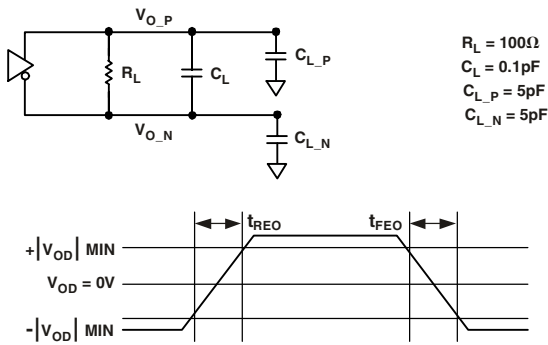 V_O_P
R_L
C_L
C_L_P
V_O_N
C_L_N
R_L = 100Ω
C_L = 0.1pF
C_L_P = 5pF
C_L_N = 5pF
t_REO
t_FEO
+|V_OD| MIN
V_OD = 0V
-|V_OD| MIN